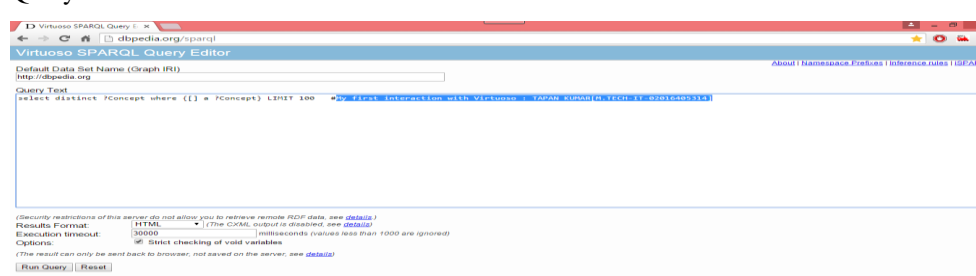 Virtuoso SPARQL Query E
dbpedia.org/sparql
Virtuoso SPARQL Query Editor
About | Namespace Prefixes | Inference rules | iSPA
Default Data Set Name (Graph IRI)
http://dbpedia.org
Query Text
select distinct ?Concept where {[] a ?Concept} LIMIT 100 #My first interaction with Virtuoso : TAPAN KUMAR[M.TECH-IT-02016405314]
(Security restrictions of this server do not allow you to retrieve remote RDF data, see details.)
Results Format: HTML (The CXML output is disabled, see details)
Execution timeout: 30000 milliseconds (values less than 1000 are ignored)
Options: Strict checking of void variables
(The result can only be sent back to browser, not saved on the server, see details)
Run Query Reset